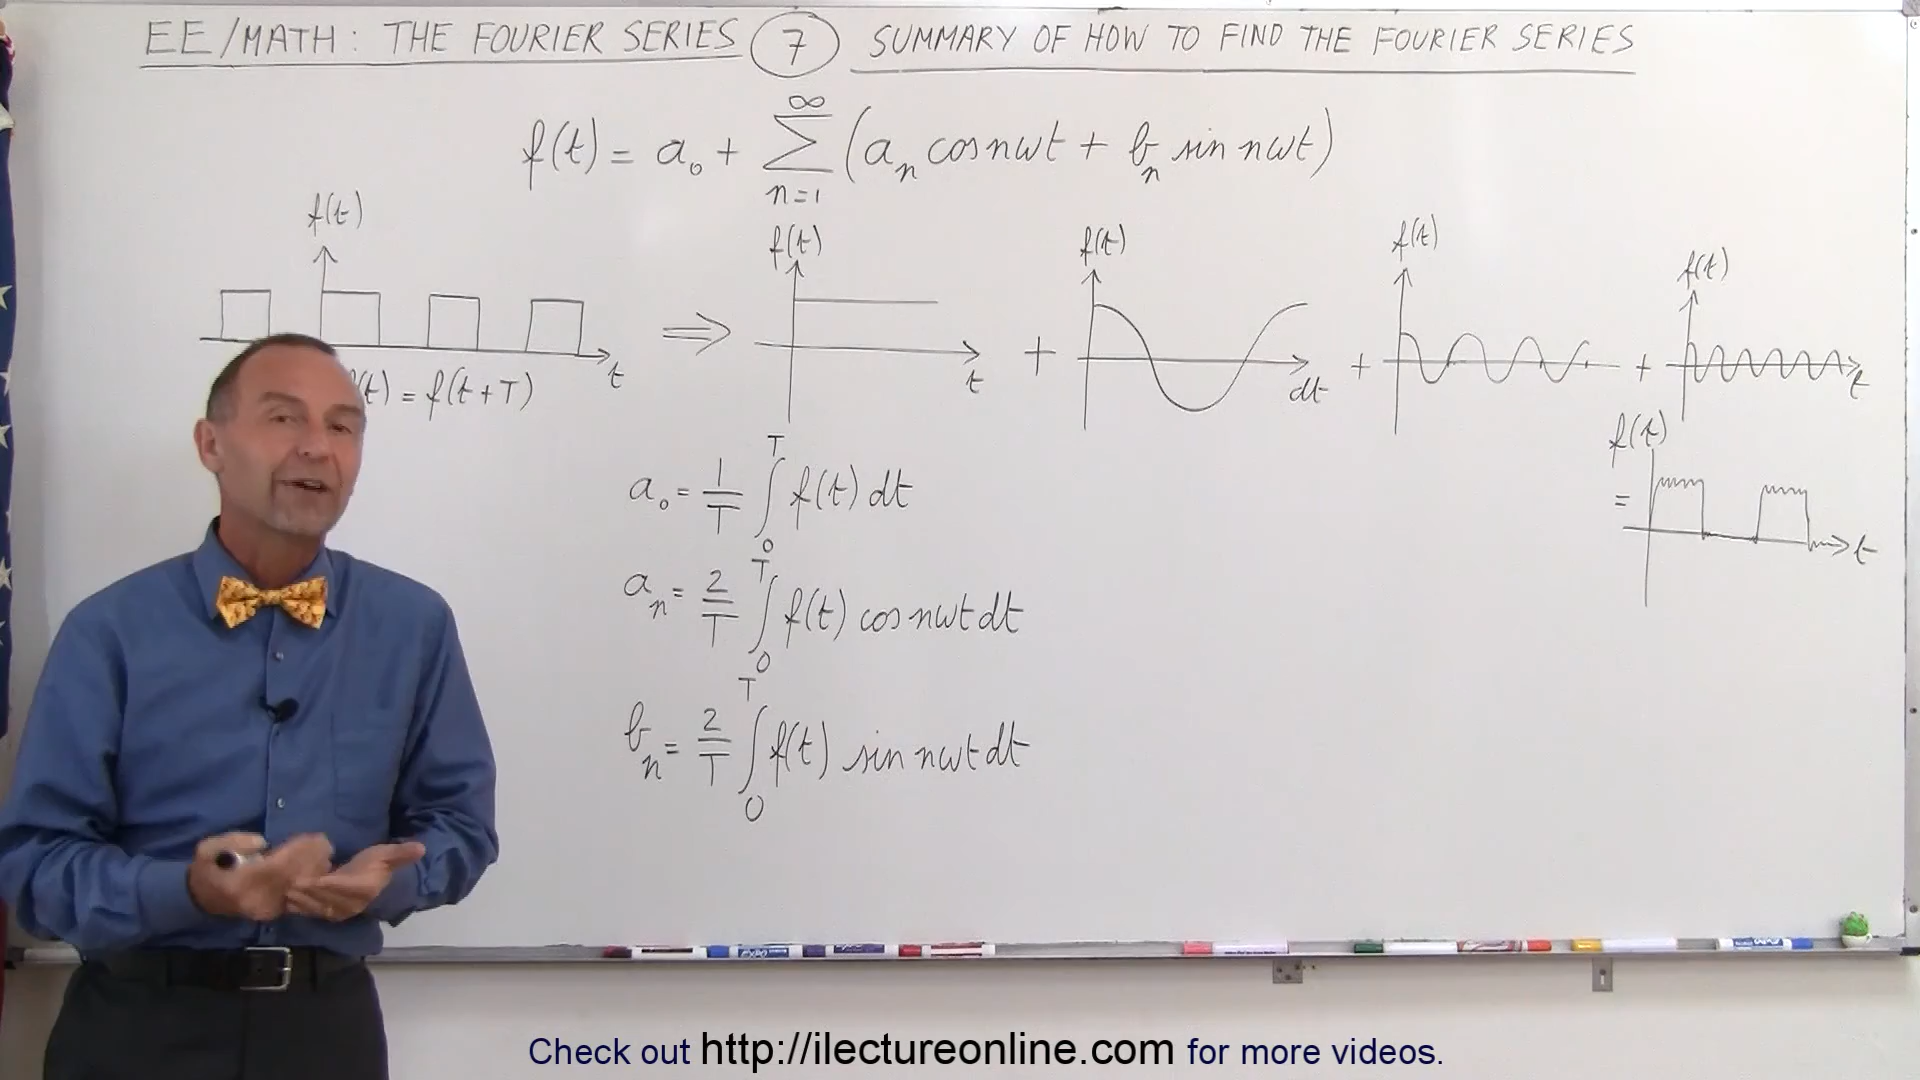 EE/MATH: THE FOURIER SERIES 7 SUMMARY OF HOW TO FIND THE FOURIER SERIES
f(t) = a₀ + ∑ₙ₌₁^∞ (aₙ cos nωt + bₙ sin nωt)
f(t)
t
(t) = f(t+T)
⇒
f(t)
t
+
f(t)
dt
+
f(t)
+
f(t)
t
f(t)
=
t
a₀ = 1/T ∫₀ᵀ f(t) dt
aₙ = 2/T ∫₀ᵀ f(t) cos nωt dt
bₙ = 2/T ∫₀ᵀ f(t) sin nωt dt
EXPO
Check out http://ilectureonline.com for more videos.